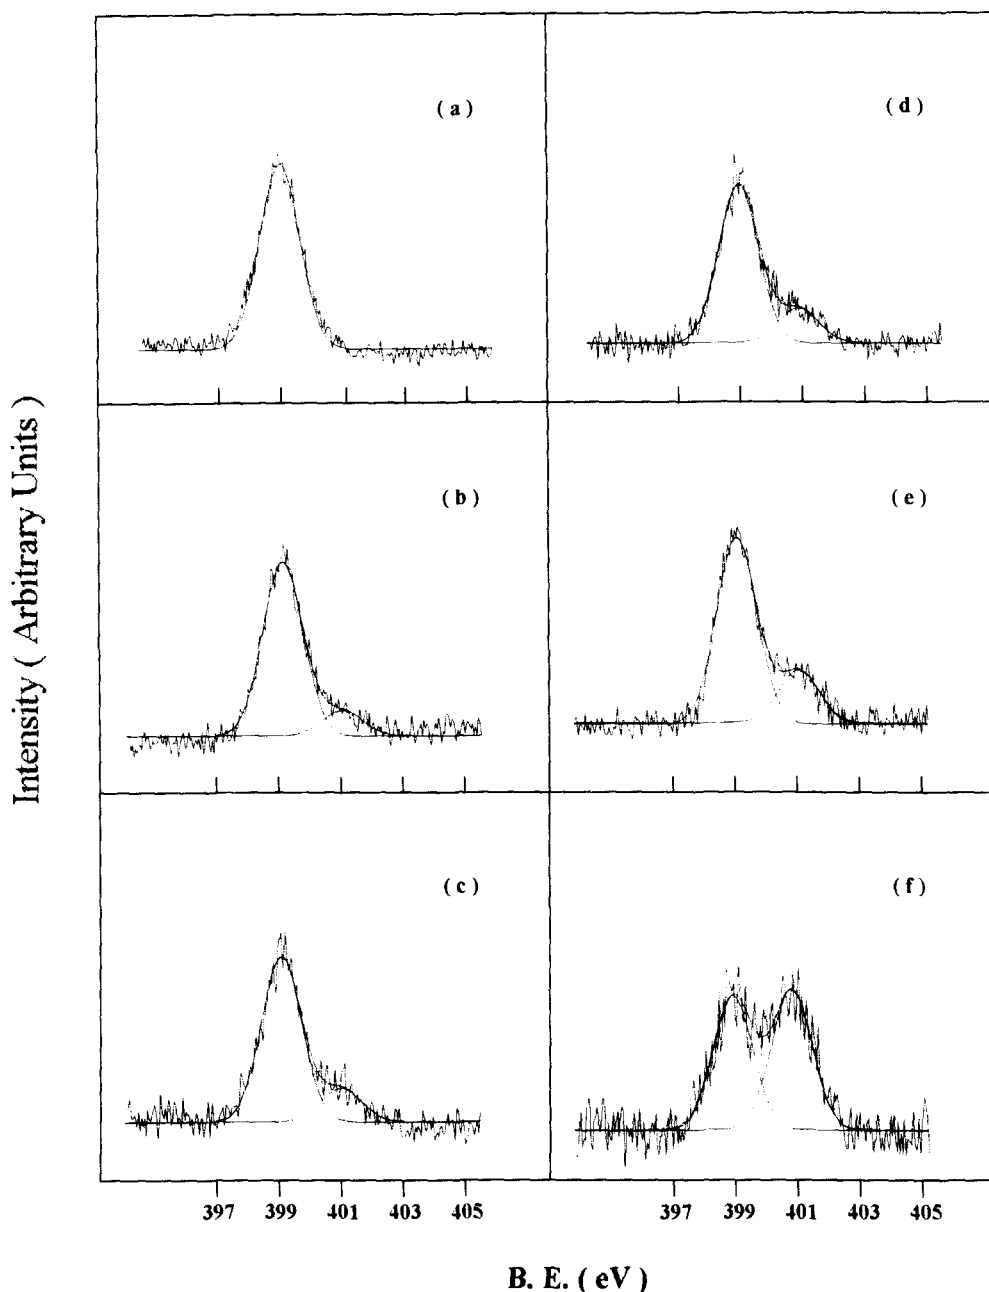 ( a )
( d )
( b )
( e )
( c )
( f )
Intensity ( Arbitrary Units )
397 399 401 403 405
397 399 401 403 405
B. E. ( eV )